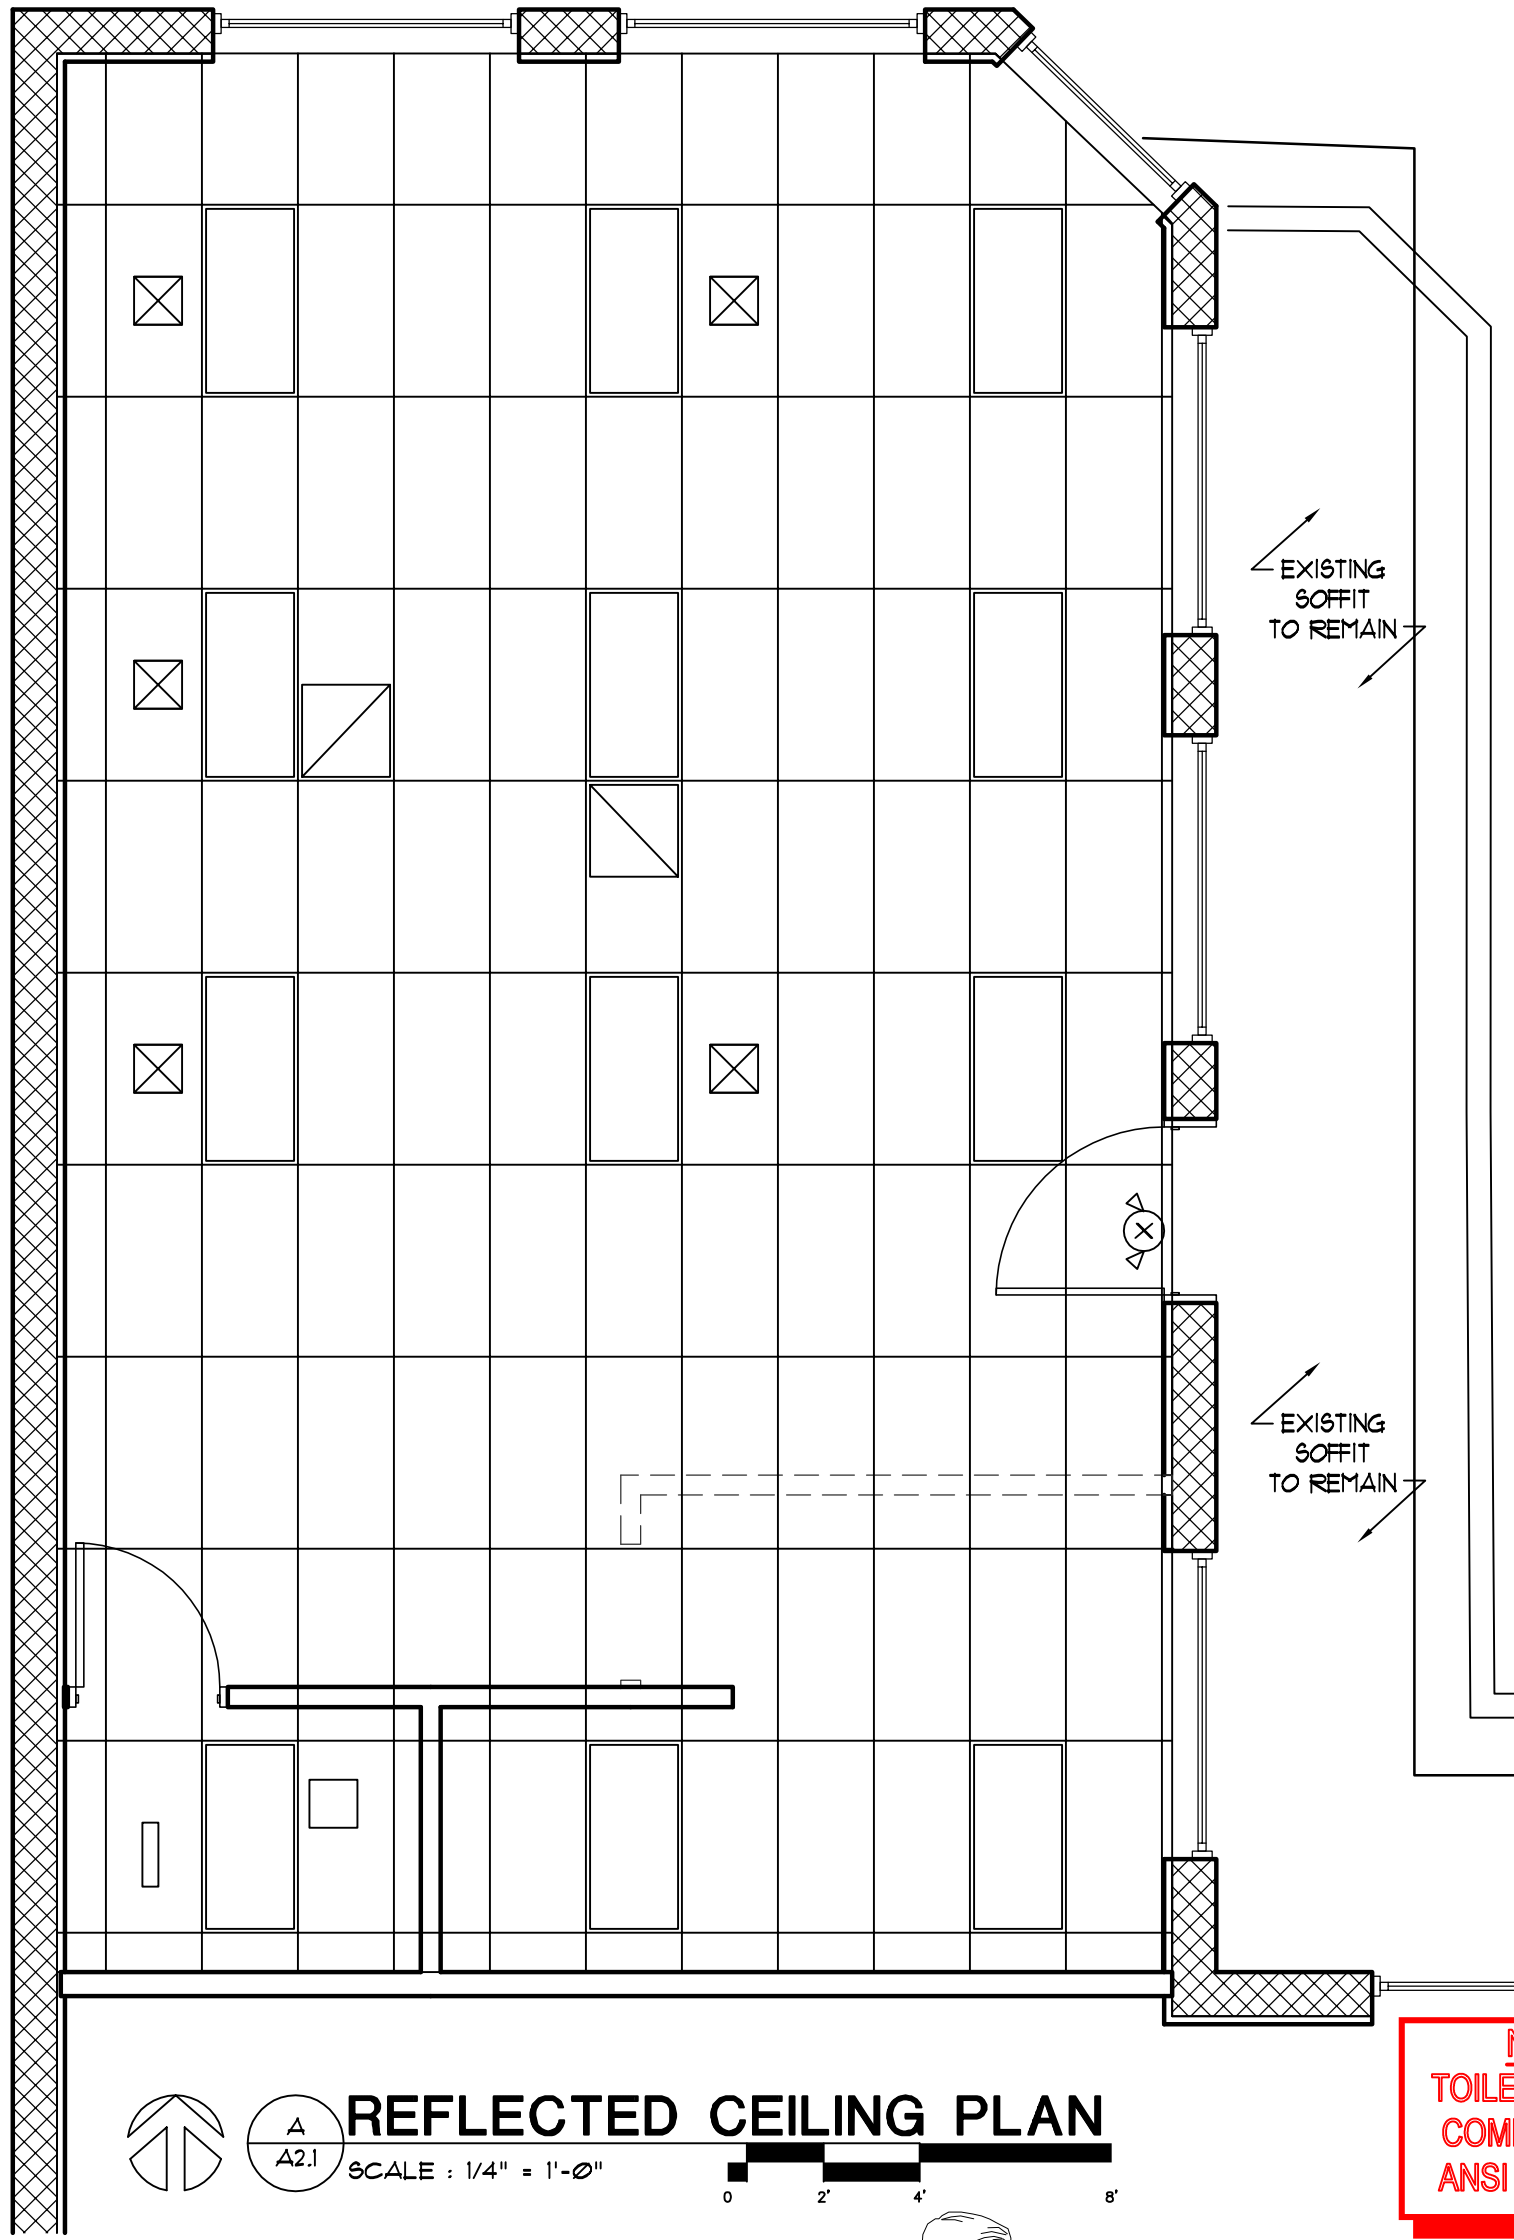 EXISTING
SOFFIT
TO REMAIN
EXISTING
SOFFIT
TO REMAIN
A
A2.1
REFLECTED CEILING PLAN
SCALE : 1/4" = 1'-0"
0 2' 4' 8'
ANSI